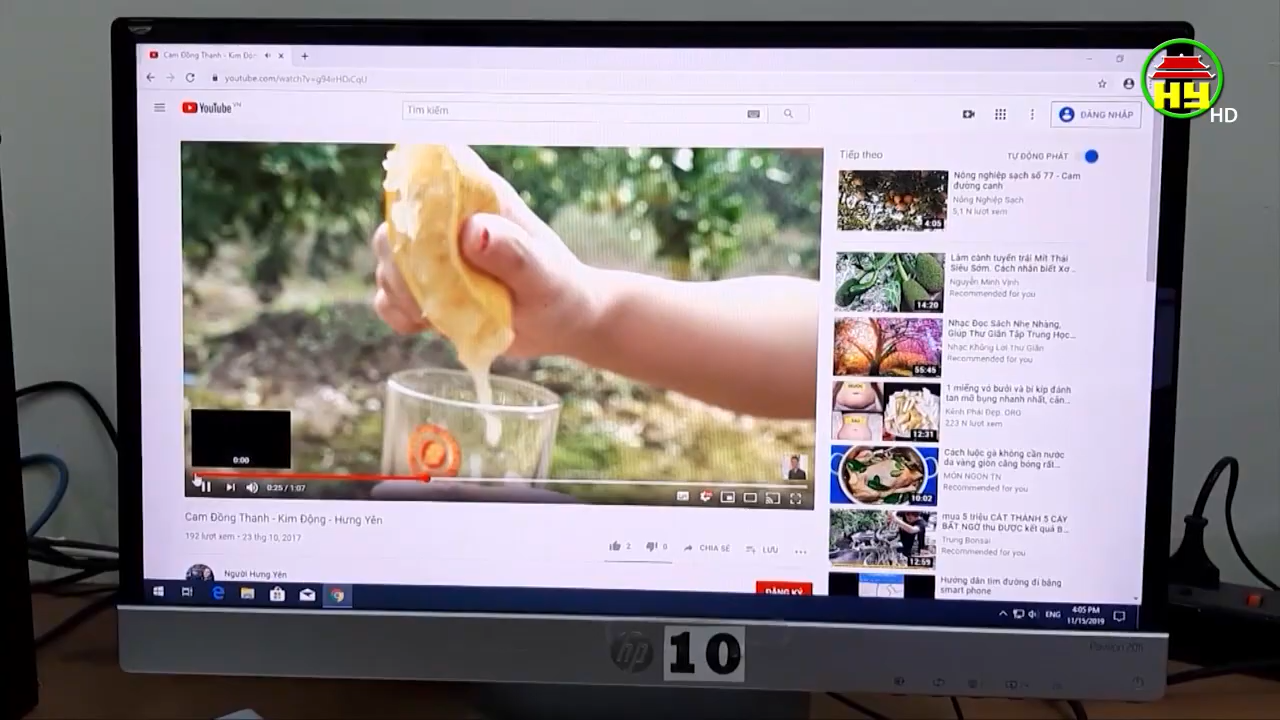 Cam Đồng Thanh - Kim Độn
youtube.com/watch?v=g94eHDiCqU
HY
HD
YouTube VN
Tìm kiếm
ĐĂNG NHẬP
Tiếp theo
TỰ ĐỘNG PHÁT
Nông nghiệp sạch số 77 - Cam
đường canh
Nông Nghiệp Sạch
5,1 N lượt xem
4:05
Làm cành tuyển trái Mít Thái
Siêu Sớm. Cách nhận biết Xơ ...
Nguyễn Minh Vịnh
Recommended for you
14:20
Nhạc Đọc Sách Nhẹ Nhàng,
Giúp Thư Giãn Tập Trung Học...
Nhạc Không Lời Thư Giãn
Recommended for you
55:45
1 miếng vỏ bưởi và bí kíp đánh
tan mỡ bụng nhanh nhất, căn...
Kênh Phái Đẹp. ORG
223 N lượt xem
12:31
Cách luộc gà không cần nước
da vàng giòn căng bóng rất...
MÓN NGON TN
Recommended for you
10:02
mua 5 triệu CẮT THÀNH 5 CÂY
BẤT NGỜ thu ĐƯỢC kết quả B...
Trung Bonsai
Recommended for you
12:59
Hướng dẫn tìm đường đi bằng
smart phone
0:00
0:25 / 1:07
Cam Đồng Thanh - Kim Động - Hưng Yên
192 lượt xem • 23 thg 10, 2017
2
0
CHIA SẺ
LƯU
Người Hưng Yên
ĐĂNG KÝ
ENG
4:05 PM
11/15/2019
hp
10